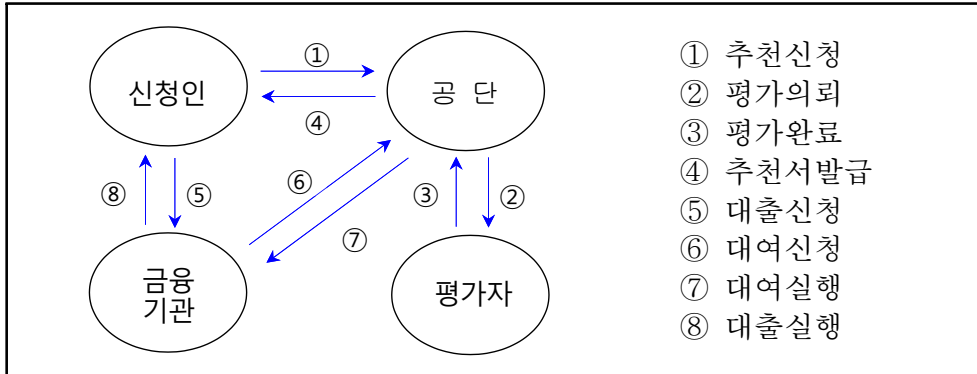 신청인
①
④
공 단
① 추천신청
② 평가의뢰
③ 평가완료
④ 추천서발급
⑤ 대출신청
⑥ 대여신청
⑦ 대여실행
⑧ 대출실행
⑧
⑤
⑥
⑦
③
②
금융
기관
평가자